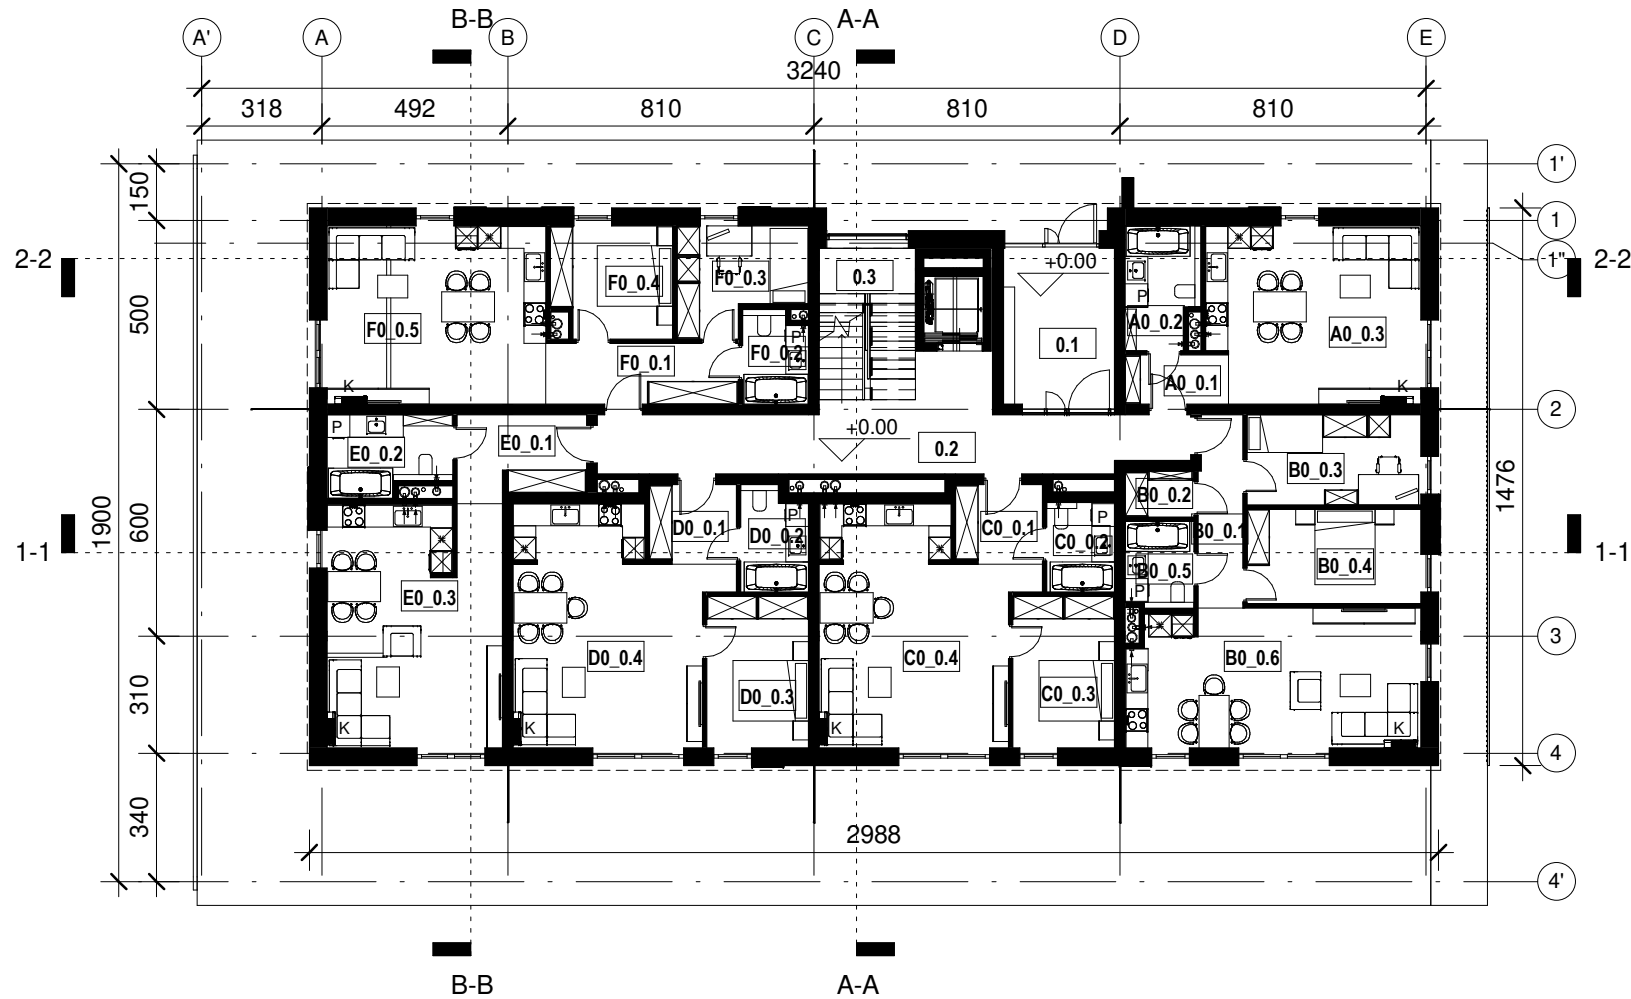 B-B A-A
A' A B C D E
3240
318 492 810 810 810
1'
150
1
2-2 +0.00 1" 2-2
0.3
F0_0.4 F0_0.3
500
P
F0_0.5 A0_0.2 A0_0.3
P
F0_0.1 F0_0.2 0.1
A0_0.1
K K
2
P +0.00
E0_0.1 0.2
E0_0.2
B0_0.3
1476
B0_0.2
1900
600
P P
D0_0.1 C0_0.1 B0_0.1
D0_0.2 C0_0.2
1-1 1-1
B0_0.5 B0_0.4
P
E0_0.3
3
D0_0.4 C0_0.4 B0_0.6
310
D0_0.3 C0_0.3
K K K K
4
340
2988
4'
B-B A-A